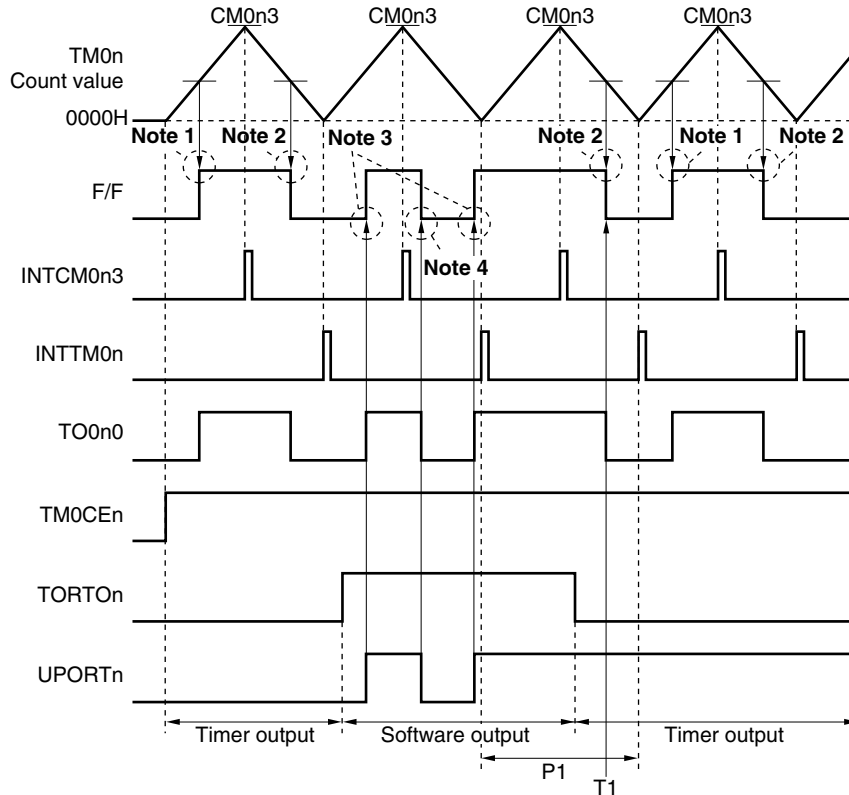 CM0n3 CM0n3 CM0n3
TM0n
Count value
0000H
Note 1 Note 2 Note 3 Note 2 Note 1 Note 2
F/F
Note 4
INTCM0n3
INTTM0n
TO0n0
TM0CEn
TORTOn
UPORTn
Timer output Software output Timer output
P1
T1